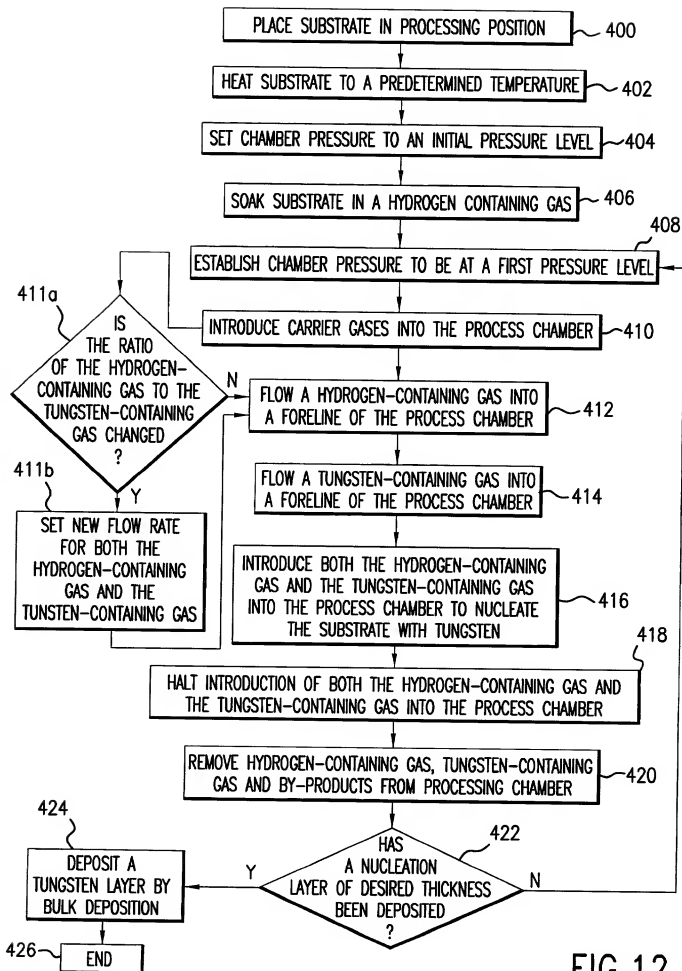 PLACE SUBSTRATE IN PROCESSING POSITION
400
HEAT SUBSTRATE TO A PREDETERMINED TEMPERATURE
402
SET CHAMBER PRESSURE TO AN INITIAL PRESSURE LEVEL
404
SOAK SUBSTRATE IN A HYDROGEN CONTAINING GAS
406
408
ESTABLISH CHAMBER PRESSURE TO BE AT A FIRST PRESSURE LEVEL
INTRODUCE CARRIER GASES INTO THE PROCESS CHAMBER
410
411a
IS
THE RATIO
OF THE HYDROGEN-
CONTAINING GAS TO THE
TUNGSTEN-CONTAINING
GAS CHANGED
?
N
Y
411b
SET NEW FLOW RATE
FOR BOTH THE
HYDROGEN-CONTAINING
GAS AND THE
TUNSTEN-CONTAINING GAS
FLOW A HYDROGEN-CONTAINING GAS INTO
A FORELINE OF THE PROCESS CHAMBER
412
FLOW A TUNGSTEN-CONTAINING GAS INTO
A FORELINE OF THE PROCESS CHAMBER
414
INTRODUCE BOTH THE HYDROGEN-CONTAINING
GAS AND THE TUNGSTEN-CONTAINING GAS
INTO THE PROCESS CHAMBER TO NUCLEATE
THE SUBSTRATE WITH TUNGSTEN
416
418
HALT INTRODUCTION OF BOTH THE HYDROGEN-CONTAINING GAS AND
THE TUNGSTEN-CONTAINING GAS INTO THE PROCESS CHAMBER
REMOVE HYDROGEN-CONTAINING GAS, TUNGSTEN-CONTAINING
GAS AND BY-PRODUCTS FROM PROCESSING CHAMBER
420
422
HAS
A NUCLEATION
LAYER OF DESIRED THICKNESS
BEEN DEPOSITED
?
Y
N
424
DEPOSIT A
TUNGSTEN LAYER BY
BULK DEPOSITION
426
END
FIG.12